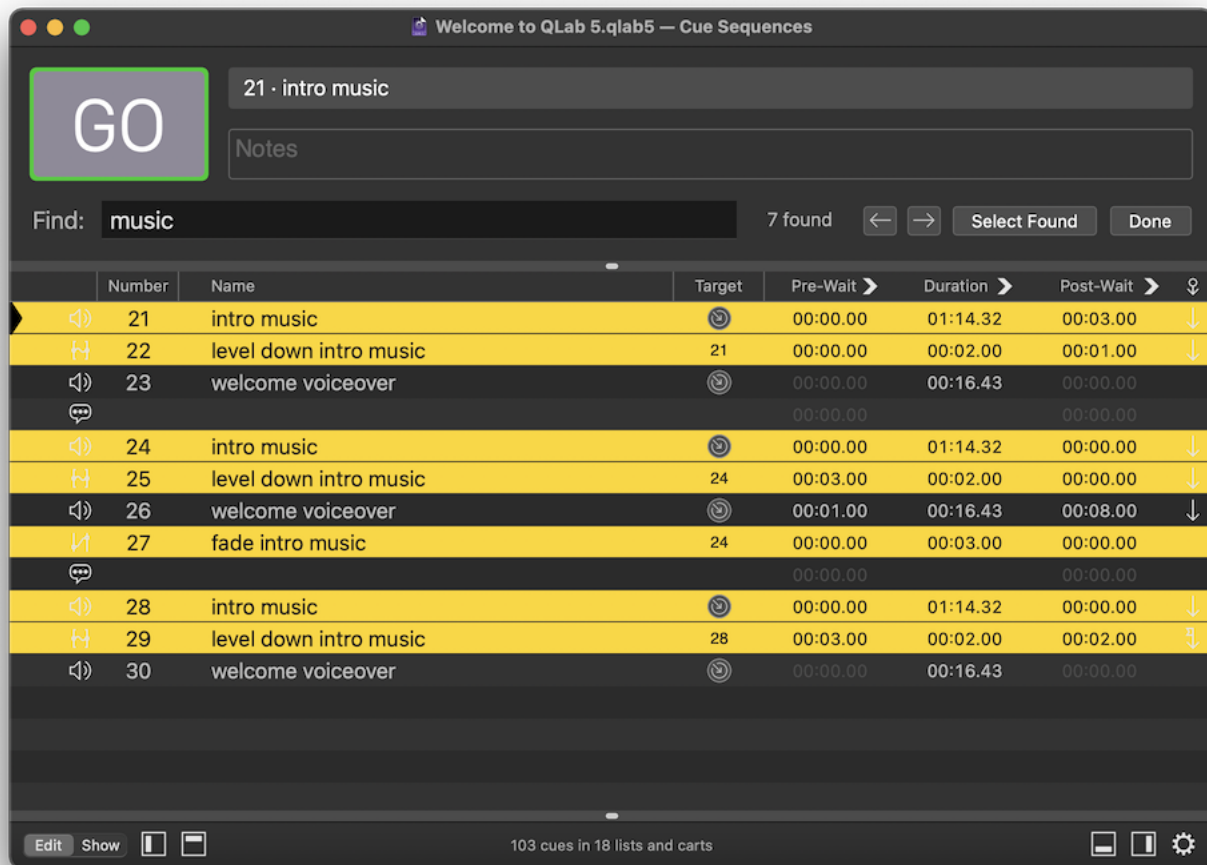 Welcome to QLab 5.qlab5 — Cue Sequences
GO
21 · intro music
Notes
Find: music 7 found Select Found Done
Number Name Target Pre-Wait Duration Post-Wait
21 intro music 00:00.00 01:14.32 00:03.00
22 level down intro music 21 00:00.00 00:02.00 00:01.00
23 welcome voiceover 00:00.00 00:16.43 00:00.00
00:00.00 00:00.00
24 intro music 00:00.00 01:14.32 00:00.00
25 level down intro music 24 00:03.00 00:02.00 00:00.00
26 welcome voiceover 00:01.00 00:16.43 00:08.00
27 fade intro music 24 00:00.00 00:03.00 00:00.00
00:00.00 00:00.00
28 intro music 00:00.00 01:14.32 00:00.00
29 level down intro music 28 00:03.00 00:02.00 00:02.00
30 welcome voiceover 00:00.00 00:16.43 00:00.00
Edit Show 103 cues in 18 lists and carts